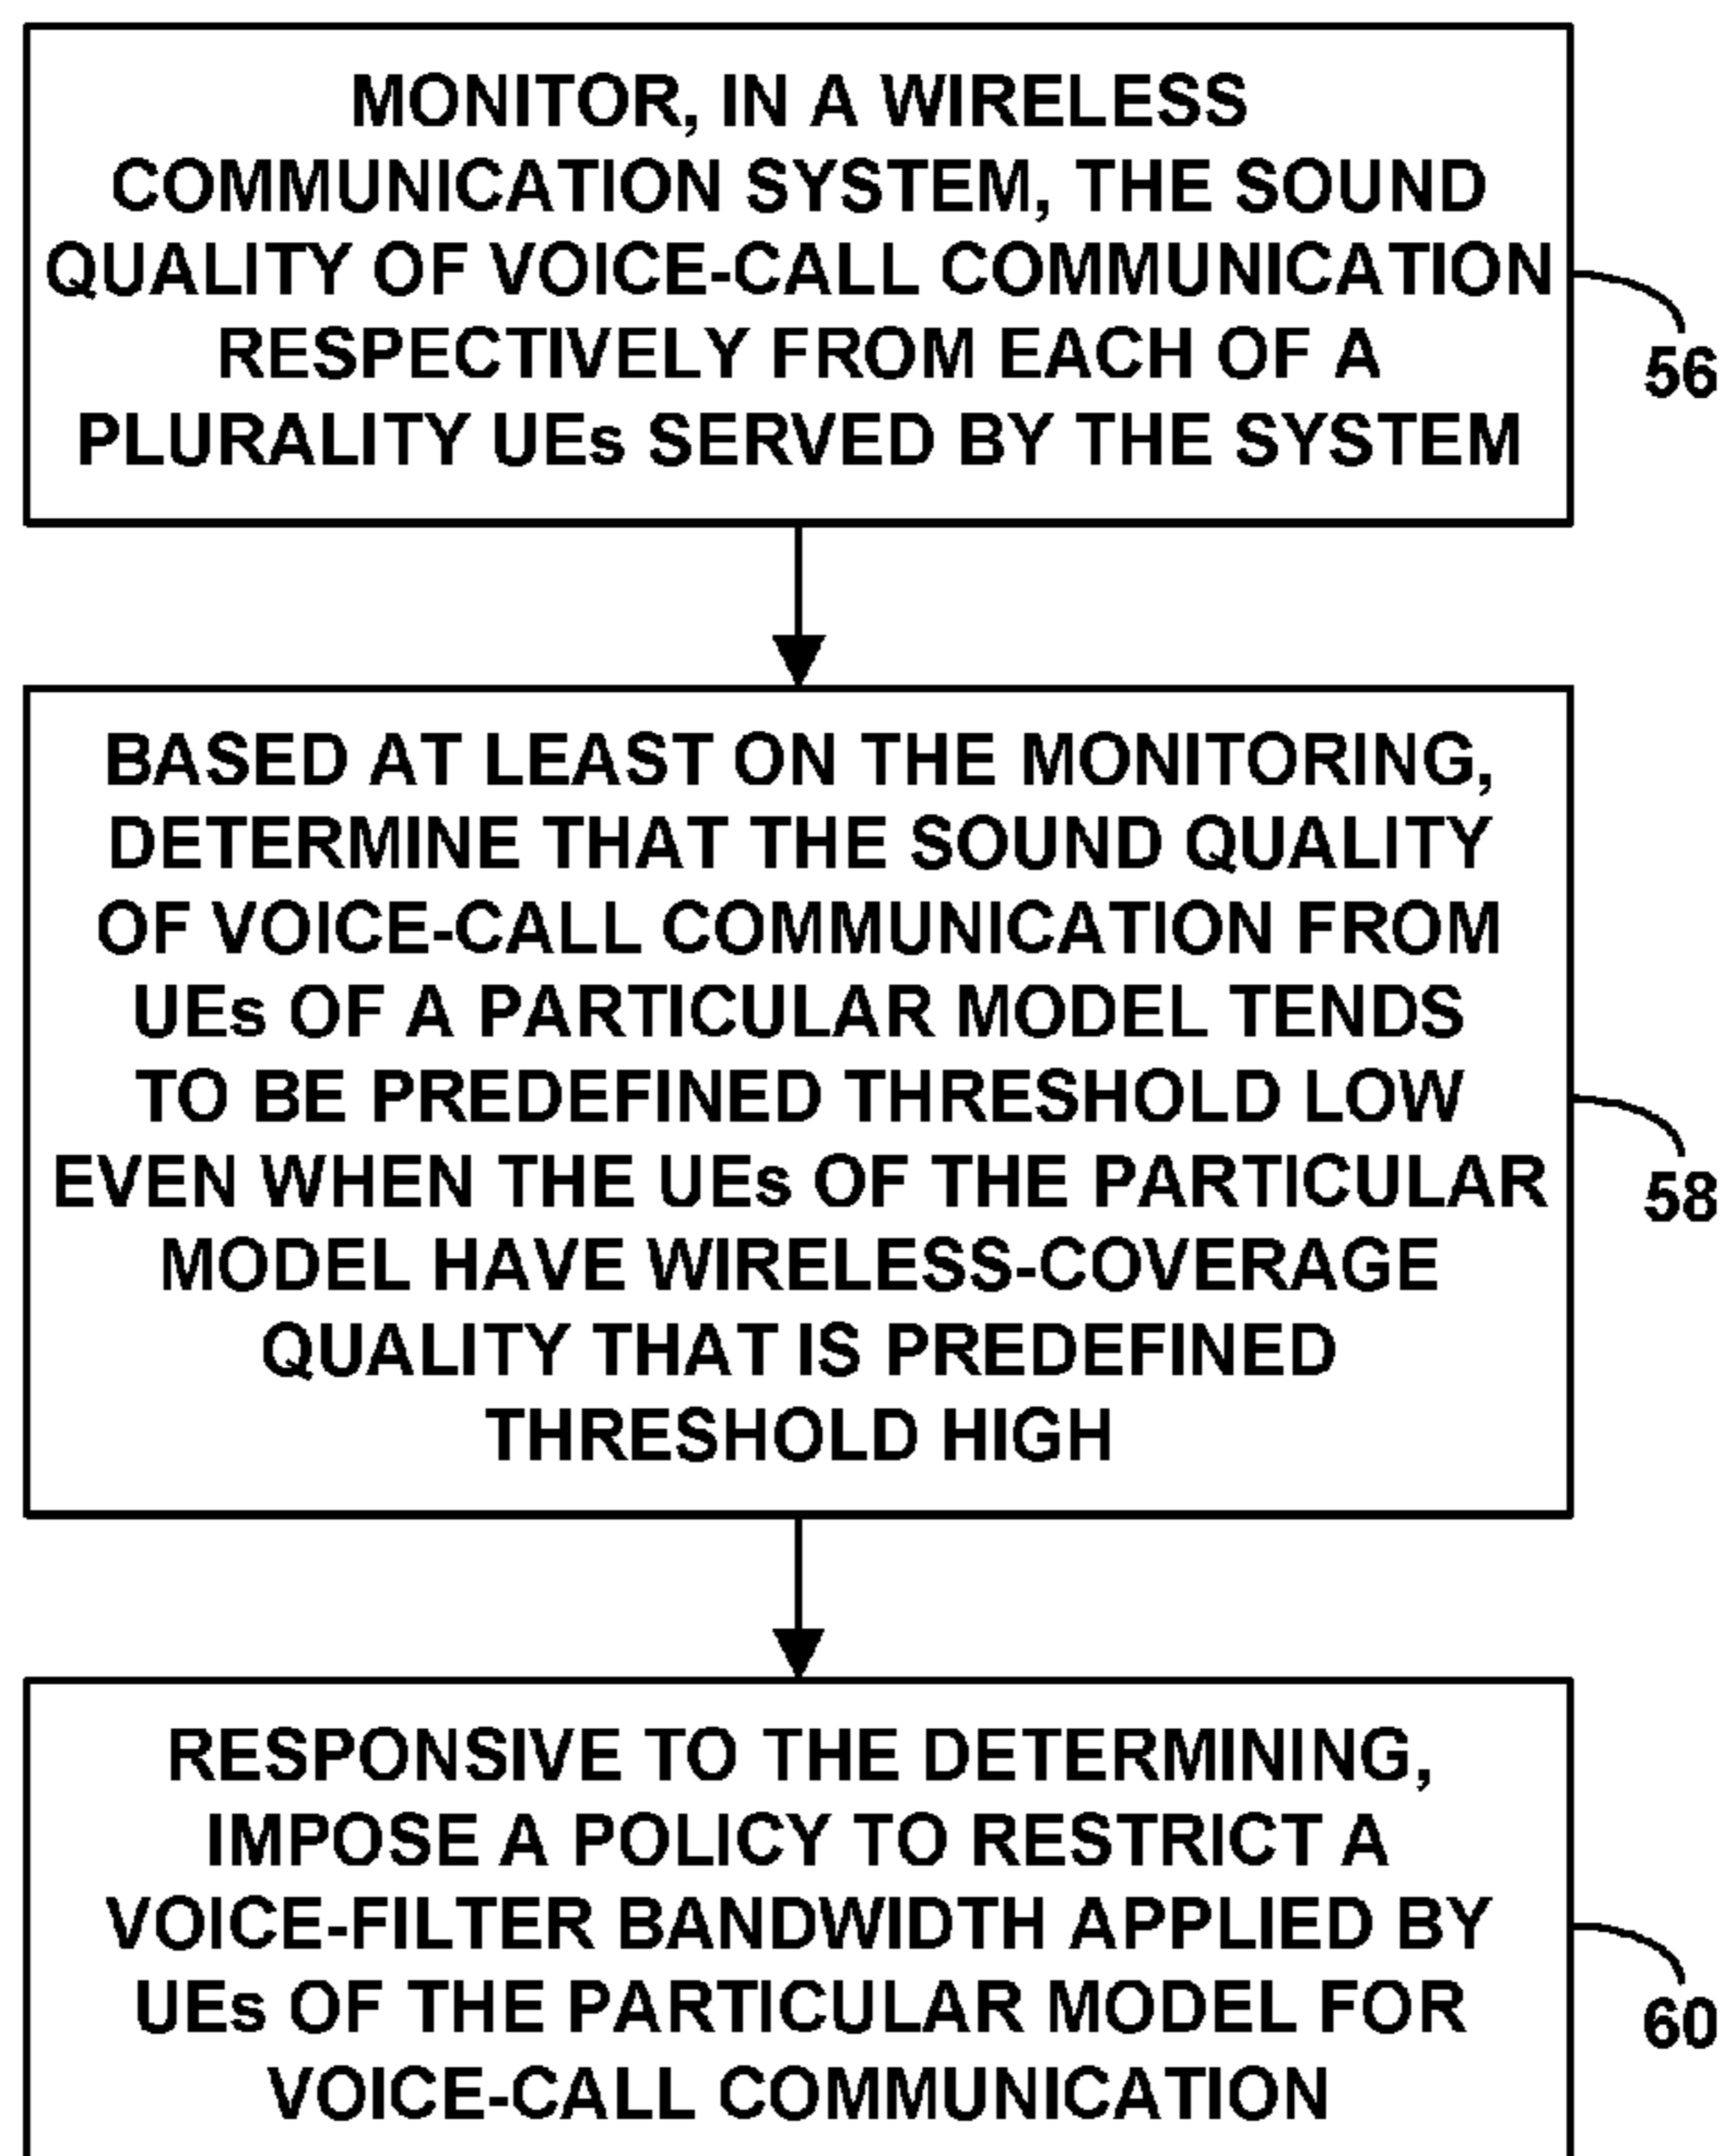 MONITOR, IN A WIRELESS
COMMUNICATION SYSTEM, THE SOUND
QUALITY OF VOICE-CALL COMMUNICATION
RESPECTIVELY FROM EACH OF A
PLURALITY UEs SERVED BY THE SYSTEM
56
BASED AT LEAST ON THE MONITORING,
DETERMINE THAT THE SOUND QUALITY
OF VOICE-CALL COMMUNICATION FROM
UEs OF A PARTICULAR MODEL TENDS
TO BE PREDEFINED THRESHOLD LOW
EVEN WHEN THE UEs OF THE PARTICULAR
MODEL HAVE WIRELESS-COVERAGE
QUALITY THAT IS PREDEFINED
THRESHOLD HIGH
58
RESPONSIVE TO THE DETERMINING,
IMPOSE A POLICY TO RESTRICT A
VOICE-FILTER BANDWIDTH APPLIED BY
UEs OF THE PARTICULAR MODEL FOR
VOICE-CALL COMMUNICATION
60